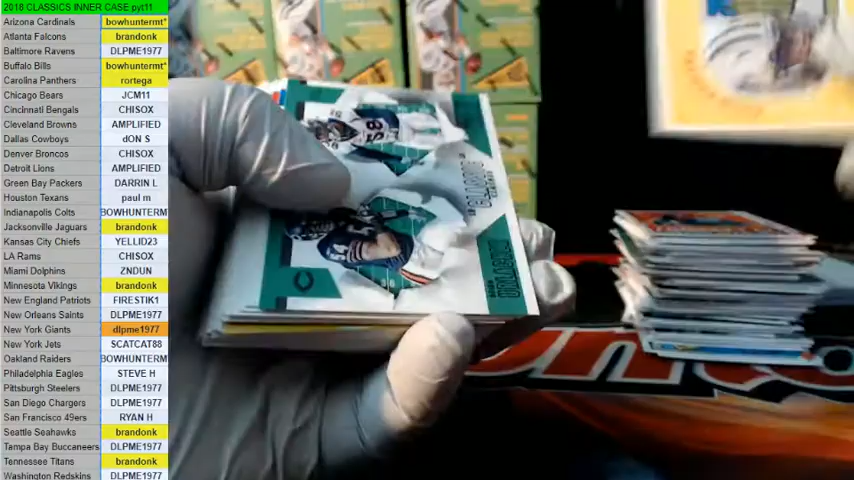 2018 CLASSICS INNER CASE pyt11
Arizona Cardinals bowhuntermt*
Atlanta Falcons brandonk
Baltimore Ravens DLPME1977
Buffalo Bills bowhuntermt*
Carolina Panthers rortega
Chicago Bears JCM11
Cincinnati Bengals CHISOX
Cleveland Browns AMPLIFIED
Dallas Cowboys dON S
Denver Broncos CHISOX
Detroit Lions AMPLIFIED
Green Bay Packers DARRIN L
Houston Texans paul m
Indianapolis Colts BOWHUNTERM
Jacksonville Jaguars brandonk
Kansas City Chiefs YELLID23
LA Rams CHISOX
Miami Dolphins ZNDUN
Minnesota Vikings brandonk
New England Patriots FIRESTIK1
New Orleans Saints DLPME1977
New York Giants dlpme1977
New York Jets SCATCAT88
Oakland Raiders BOWHUNTERM
Philadelphia Eagles STEVE H
Pittsburgh Steelers DLPME1977
San Diego Chargers DLPME1977
San Francisco 49ers RYAN H
Seattle Seahawks brandonk
Tampa Bay Buccaneers DLPME1977
Tennessee Titans brandonk
Washington Redskins DLPME1977
58
URLACHER